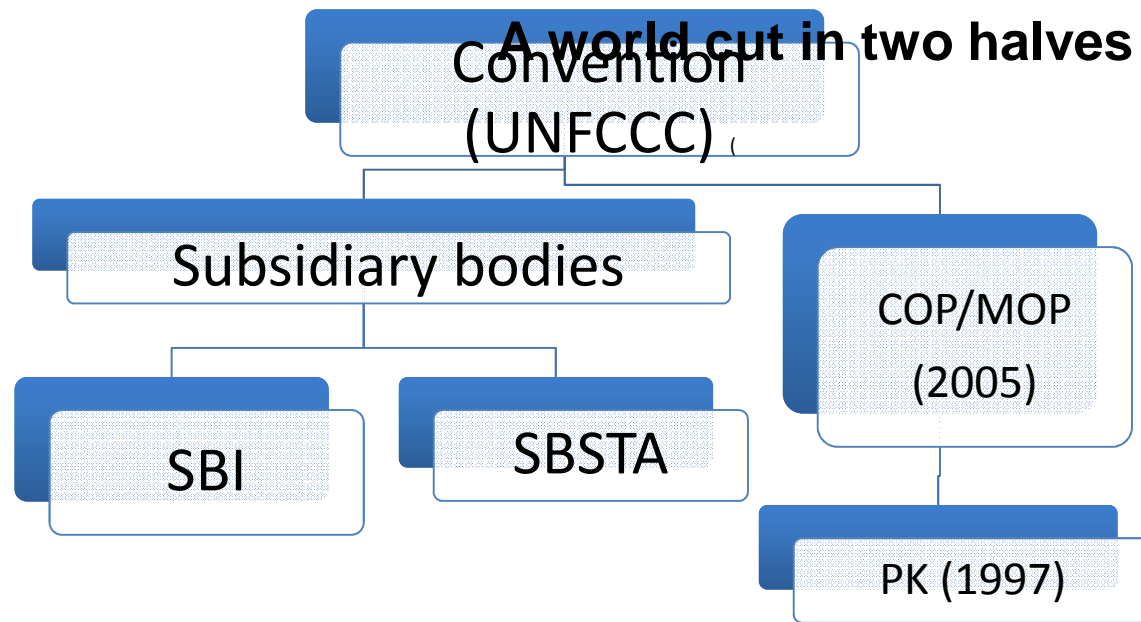 A world cut in two halves
Convention
(UNFCCC) (
Subsidiary bodies
COP/MOP
(2005)
SBI
SBSTA
PK (1997)